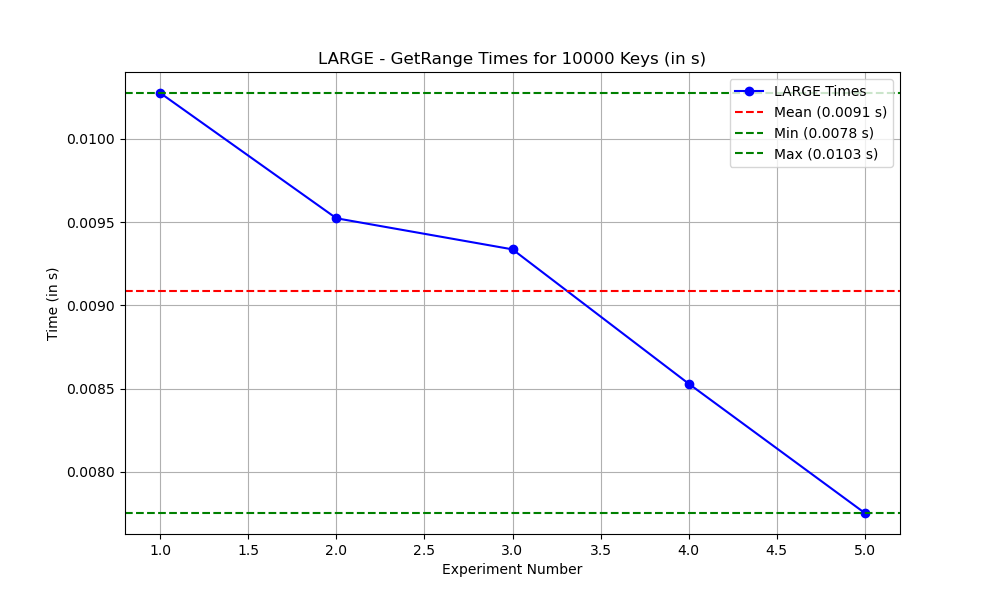 LARGE - GetRange Times for 10000 Keys (in s)
LARGE Times
Mean (0.0091 s)
Min (0.0078 s)
Max (0.0103 s)
0.0100
0.0095
0.0090
0.0085
0.0080
Time (in s)
1.0 1.5 2.0 2.5 3.0 3.5 4.0 4.5 5.0
Experiment Number